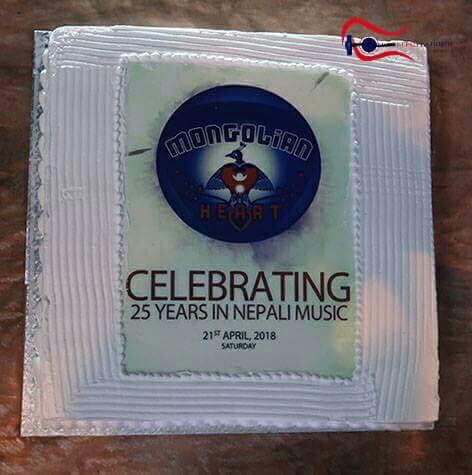 MONGOLiAN
HEART
CELEBRATING
25 YEARS IN NEPALI MUSIC
21ST APRIL, 2018
SATURDAY